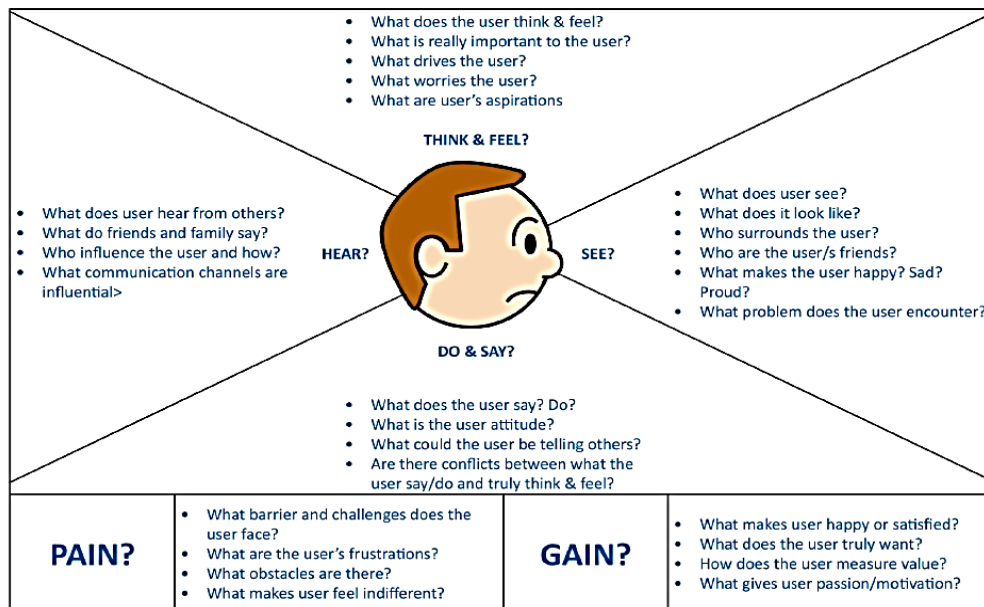 • What does the user think & feel?
• What is really important to the user?
• What drives the user?
• What worries the user?
• What are user's aspirations
THINK & FEEL?
• What does user hear from others?
• What do friends and family say?
• Who influence the user and how?
• What communication channels are
influential>
HEAR?
SEE?
• What does user see?
• What does it look like?
• Who surrounds the user?
• Who are the user/s friends?
• What makes the user happy? Sad?
Proud?
• What problem does the user encounter?
DO & SAY?
• What does the user say? Do?
• What is the user attitude?
• What could the user be telling others?
• Are there conflicts between what the
user say/do and truly think & feel?
PAIN?
• What barrier and challenges does the
user face?
• What are the user's frustrations?
• What obstacles are there?
• What makes user feel indifferent?
GAIN?
• What makes user happy or satisfied?
• What does the user truly want?
• How does the user measure value?
• What gives user passion/motivation?